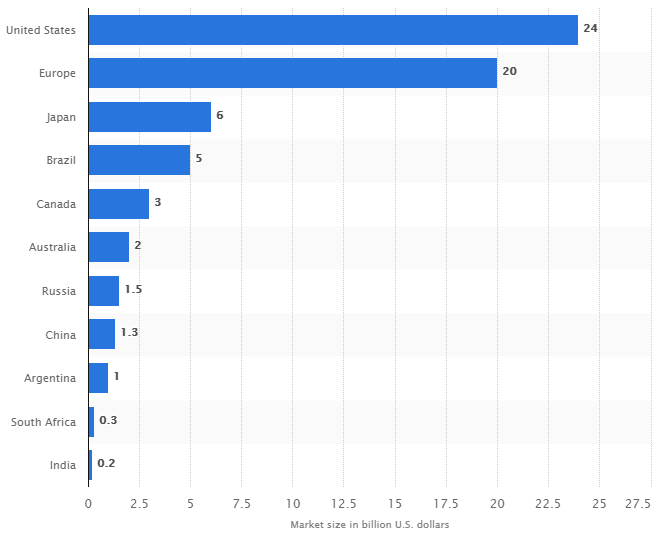 United States 24
Europe 20
Japan 6
Brazil 5
Canada 3
Australia 2
Russia 1.5
China 1.3
Argentina 1
South Africa 0.3
India 0.2
0 2.5 5 7.5 10 12.5 15 17.5 20 22.5 25 27.5
Market size in billion U.S. dollars